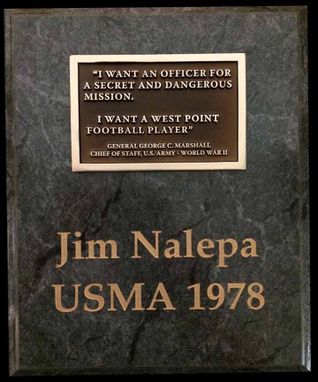 "I WANT AN OFFICER FOR
A SECRET AND DANGEROUS
MISSION.
I WANT A WEST POINT
FOOTBALL PLAYER"
GENERAL GEORGE C. MARSHALL
CHIEF OF STAFF, U.S. ARMY - WORLD WAR II
Jim Nalepa
USMA 1978